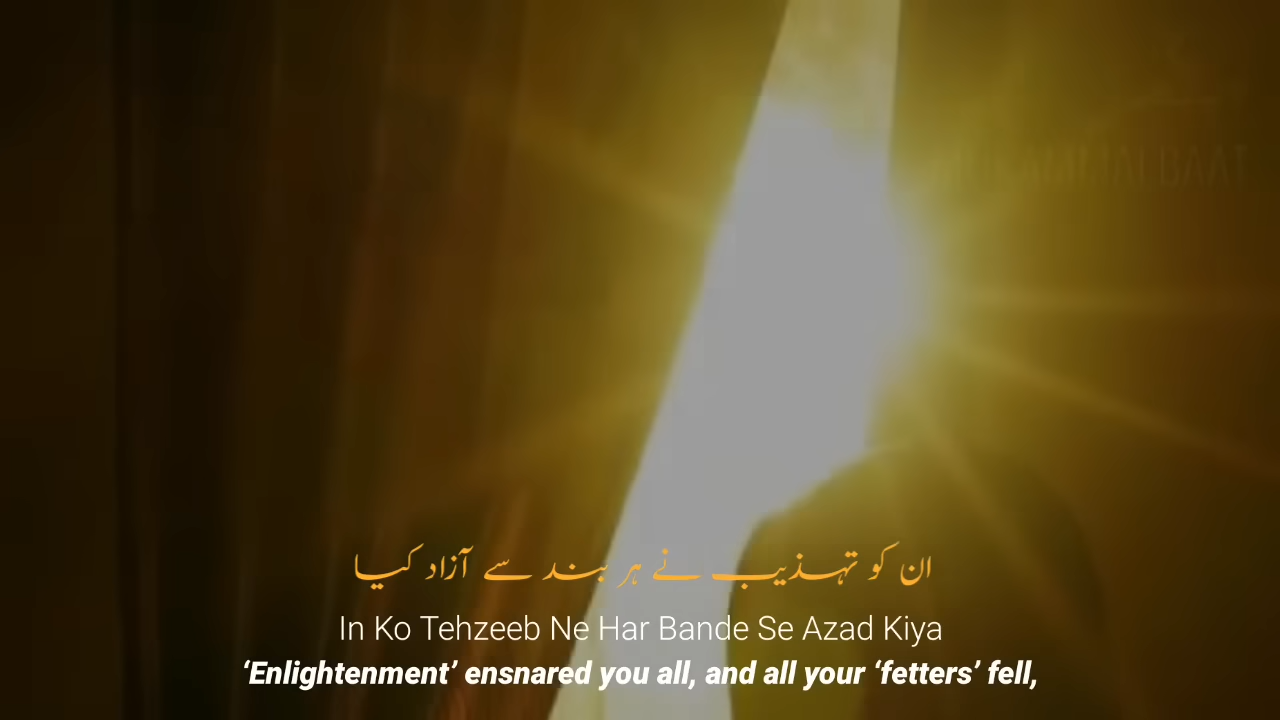 ان کو تہذیب نے ہر بند سے آزاد کیا
In Ko Tehzeeb Ne Har Bande Se Azad Kiya
‘Enlightenment’ ensnared you all, and all your ‘fetters’ fell,